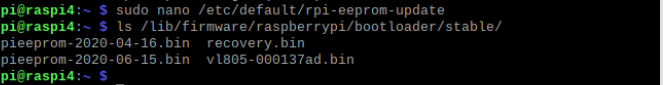 pi@raspi4:~ $ sudo nano /etc/default/rpi-eeprom-update
pi@raspi4:~ $ ls /lib/firmware/raspberrypi/bootloader/stable/
pieeprom-2020-04-16.bin  recovery.bin
pieeprom-2020-06-15.bin  vl805-000137ad.bin
pi@raspi4:~ $ _